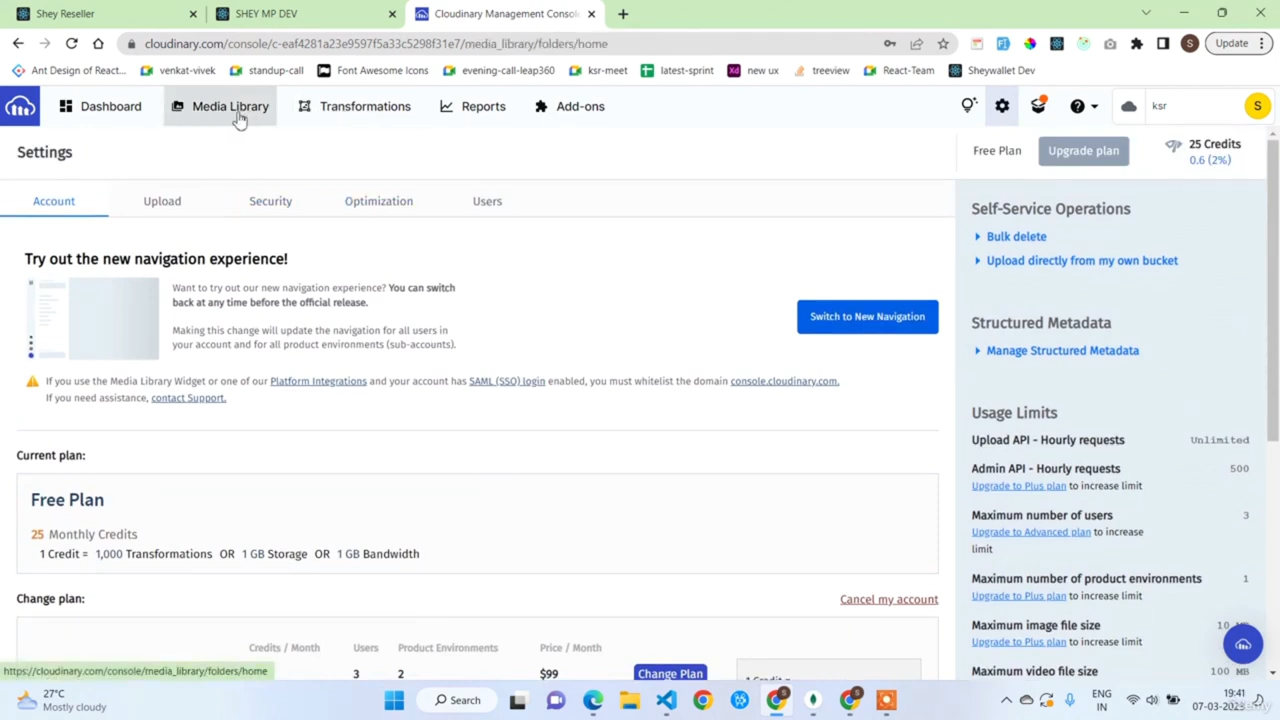 Shey Reseller
SHEY MP DEV
Cloudinary Management Consol
cloudinary.com/console/c-eaf4281a23e9597f5a33c5298f31e7/media_library/folders/home
S
Update
Ant Design of React...
venkat-vivek
standup-call
Font Awesome Icons
evening-call-leap360
ksr-meet
latest-sprint
Xd new ux
treeview
React-Team
Sheywallet Dev
Dashboard
Media Library
Transformations
Reports
Add-ons
ksr
S
Settings
Free Plan
Upgrade plan
25 Credits
0.6 (2%)
Account
Upload
Security
Optimization
Users
Try out the new navigation experience!
Want to try out our new navigation experience? You can switch
back at any time before the official release.
Making this change will update the navigation for all users in
your account and for all product environments (sub-accounts).
Switch to New Navigation
If you use the Media Library Widget or one of our Platform Integrations and your account has SAML (SSO) login enabled, you must whitelist the domain console.cloudinary.com.
If you need assistance, contact Support.
Current plan:
Free Plan
25 Monthly Credits
1 Credit = 1,000 Transformations OR 1 GB Storage OR 1 GB Bandwidth
Change plan:
Cancel my account
Credits / Month
Users
Product Environments
Price / Month
3
2
$99
Change Plan
Self-Service Operations
Bulk delete
Upload directly from my own bucket
Structured Metadata
Manage Structured Metadata
Usage Limits
Upload API - Hourly requests
Unlimited
Admin API - Hourly requests
500
Upgrade to Plus plan to increase limit
Maximum number of users
3
Upgrade to Advanced plan to increase
limit
Maximum number of product environments
1
Upgrade to Plus plan to increase limit
Maximum image file size
10
Upgrade to Plus plan to increase limit
Maximum video file size
100 MB
https://cloudinary.com/console/media_library/folders/home
27°C
Mostly cloudy
Search
ENG
IN
19:41
07-03-2023